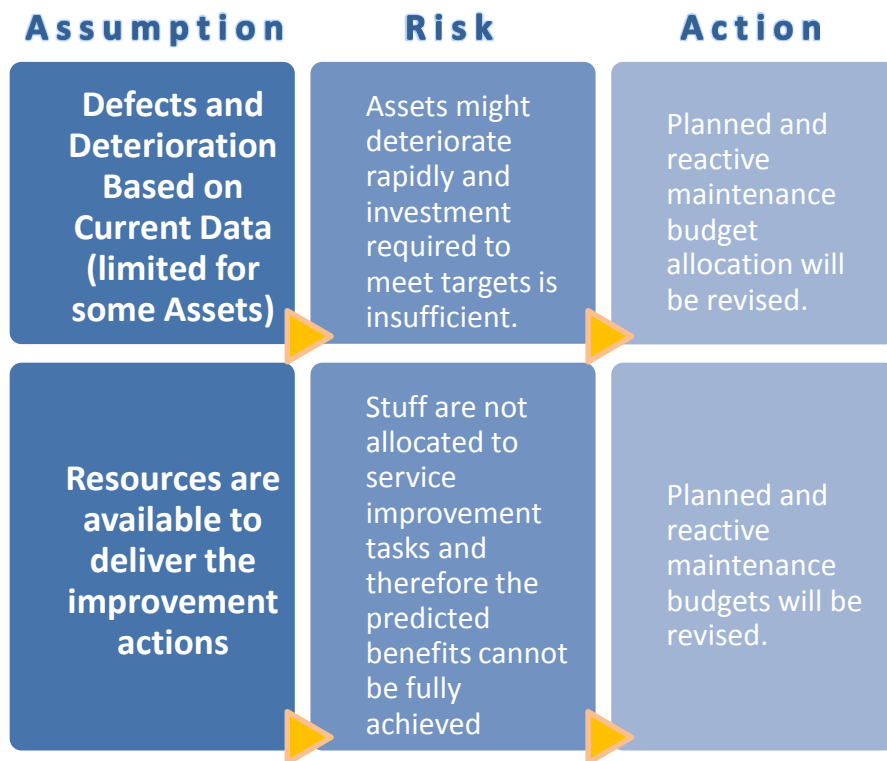 Assumption
Risk
Action
Defects and
Deterioration
Based on
Current Data
(limited for
some Assets)
Assets might
deteriorate
rapidly and
investment
required to
meet targets is
insufficient.
Planned and
reactive
maintenance
budget
allocation will
be revised.
Resources are
available to
deliver the
improvement
actions
Stuff are not
allocated to
service
improvement
tasks and
therefore the
predicted
benefits cannot
be fully
achieved
Planned and
reactive
maintenance
budgets will be
revised.